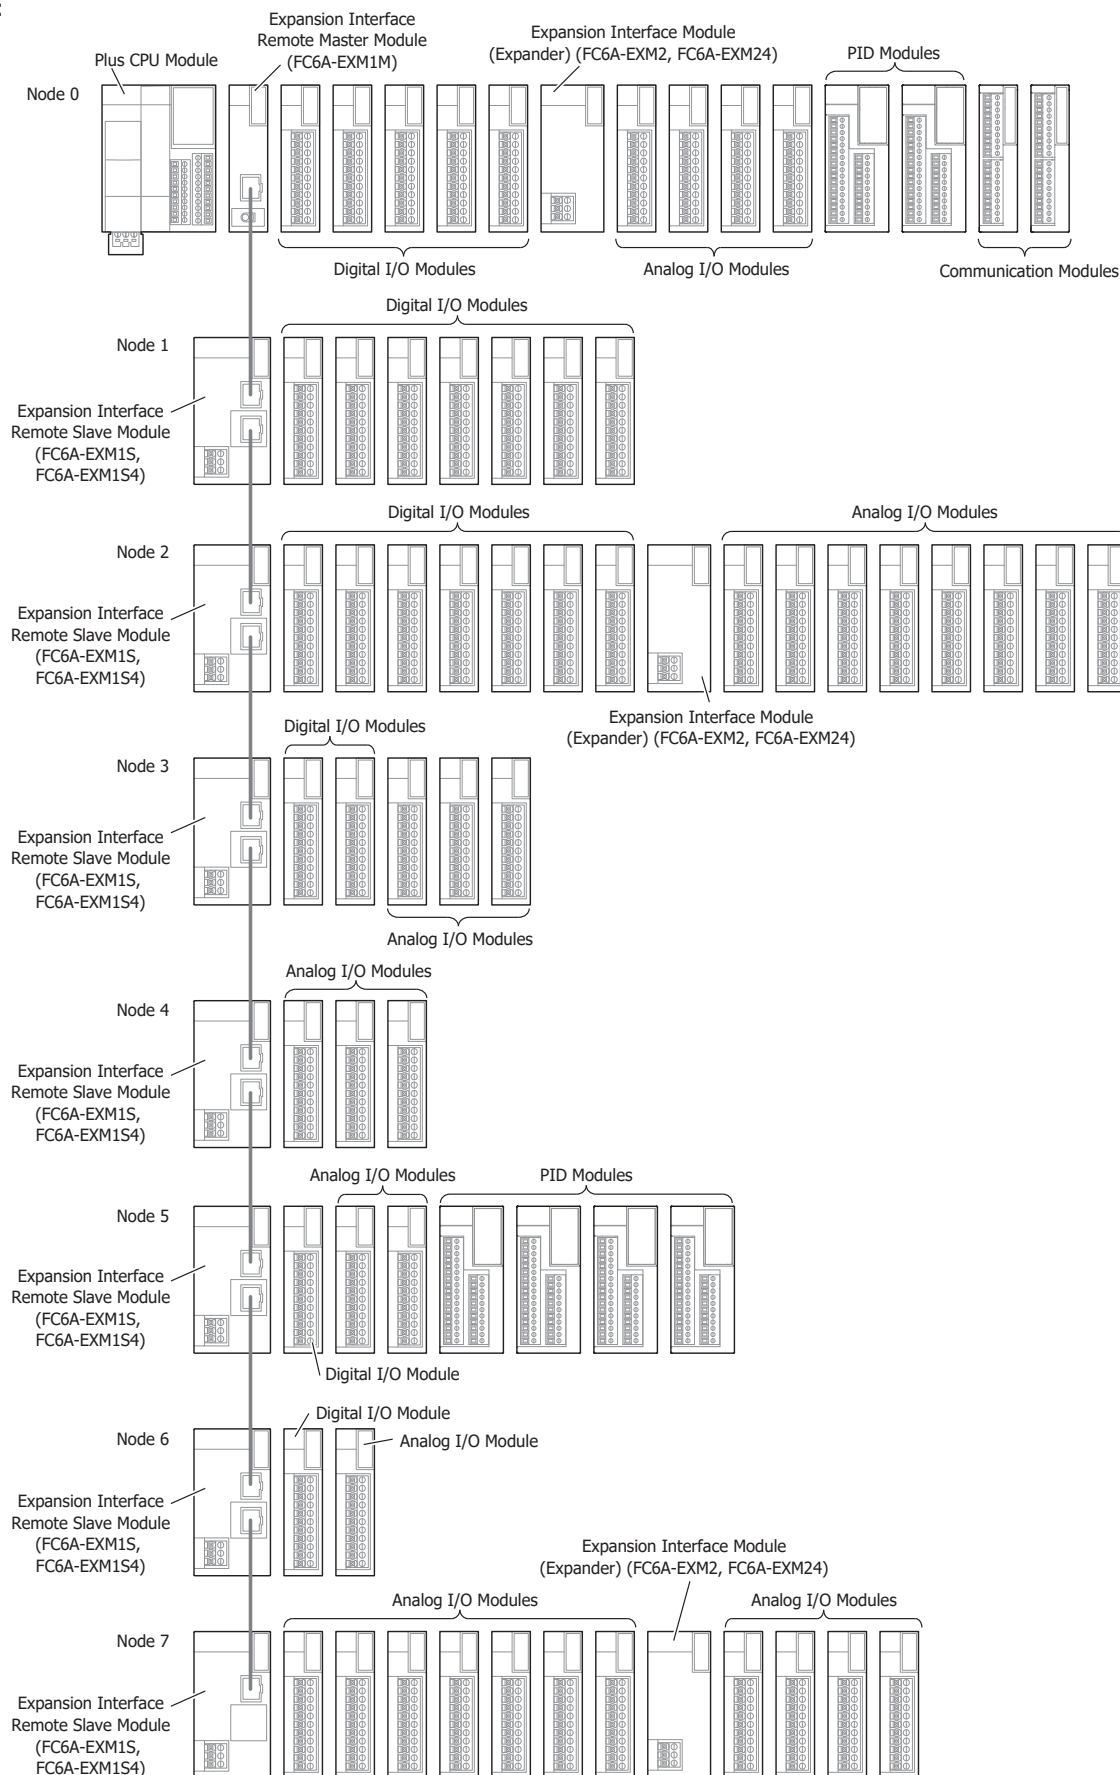 :
Expansion Interface
Remote Master Module
(FC6A-EXM1M)
Expansion Interface Module
(Expander) (FC6A-EXM2, FC6A-EXM24)
Plus CPU Module
PID Modules
Node 0
Digital I/O Modules
Analog I/O Modules
Communication Modules
Digital I/O Modules
Node 1
Expansion Interface
Remote Slave Module
(FC6A-EXM1S,
FC6A-EXM1S4)
Digital I/O Modules
Analog I/O Modules
Node 2
Expansion Interface
Remote Slave Module
(FC6A-EXM1S,
FC6A-EXM1S4)
Expansion Interface Module
(Expander) (FC6A-EXM2, FC6A-EXM24)
Digital I/O Modules
Node 3
Expansion Interface
Remote Slave Module
(FC6A-EXM1S,
FC6A-EXM1S4)
Analog I/O Modules
Analog I/O Modules
Node 4
Expansion Interface
Remote Slave Module
(FC6A-EXM1S,
FC6A-EXM1S4)
Analog I/O Modules
PID Modules
Node 5
Expansion Interface
Remote Slave Module
(FC6A-EXM1S,
FC6A-EXM1S4)
Digital I/O Module
Digital I/O Module
Node 6
Analog I/O Module
Expansion Interface
Remote Slave Module
(FC6A-EXM1S,
FC6A-EXM1S4)
Expansion Interface Module
(Expander) (FC6A-EXM2, FC6A-EXM24)
Analog I/O Modules
Analog I/O Modules
Node 7
Expansion Interface
Remote Slave Module
(FC6A-EXM1S,
FC6A-EXM1S4)